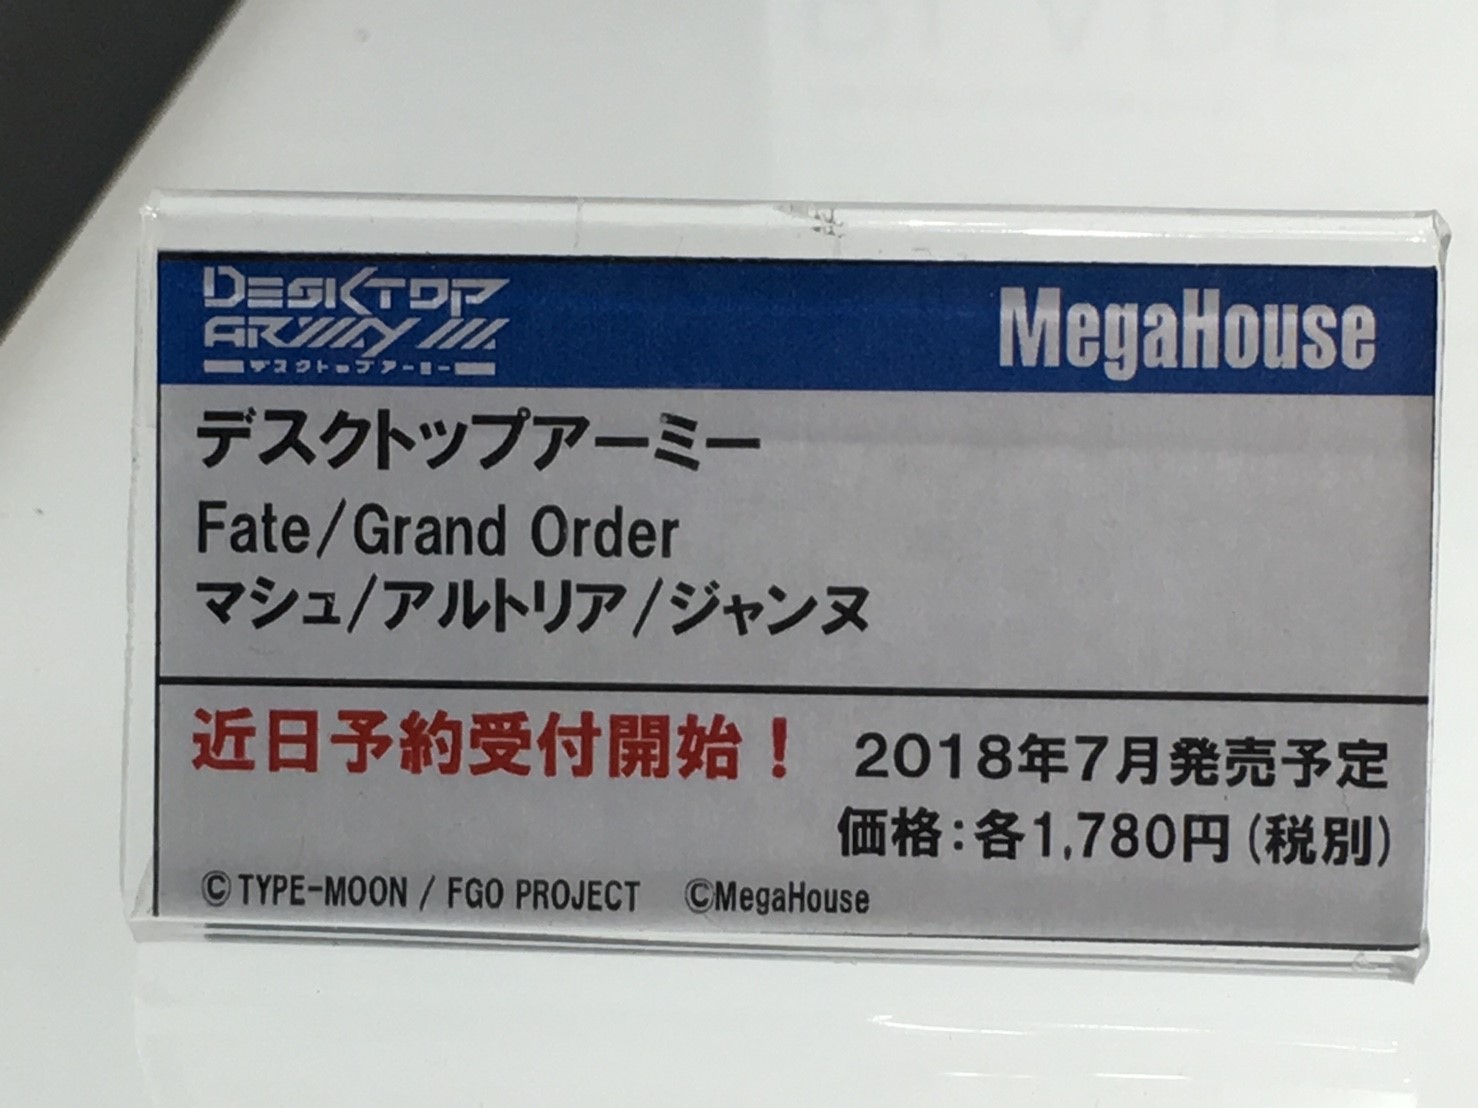 DESKTOP
ARMY
デスクトップアーミー
MegaHouse
デスクトップアーミー
Fate/Grand Order
マシュ/アルトリア/ジャンヌ
近日予約受付開始！
2018年7月発売予定
価格：各1,780円（税別）
©TYPE-MOON / FGO PROJECT ©MegaHouse